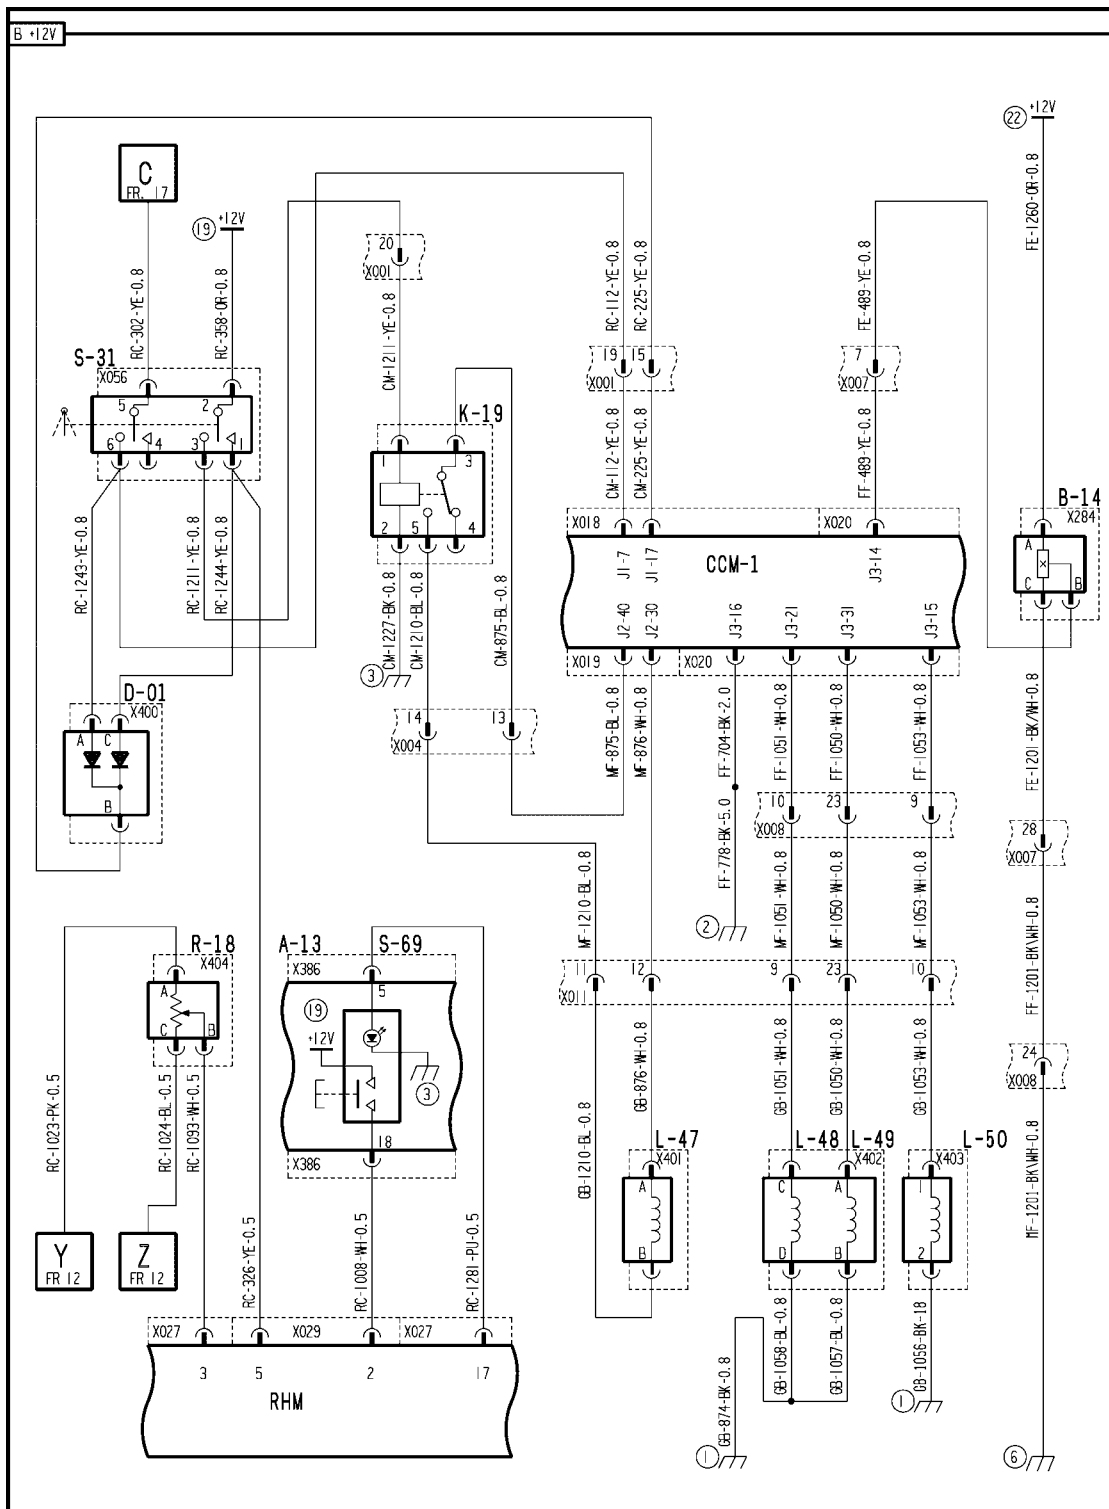 B +12V
22
+12V
C
FR. 17
19
+12V
20
X001
FE-1260-OR-0.8
RC-302-YE-0.8
RC-358-OR-0.8
CM-1211-YE-0.8
RC-112-YE-0.8
RC-225-YE-0.8
FE-489-YE-0.8
S-31
X056
19
15
X001
7
X007
5
2
6
4
3
1
K-19
1
3
2
5
4
CM-112-YE-0.8
CM-225-YE-0.8
FF-489-YE-0.8
B-14
X284
A
C
B
X018
X020
J1-7
J1-17
CCM-1
J3-14
J2-40
J2-30
J3-16
J3-21
J3-31
J3-15
X019
X020
RC-1243-YE-0.8
RC-1211-YE-0.8
RC-1244-YE-0.8
CM-1227-BK-0.8
CM-1210-BL-0.8
CM-875-BL-0.8
3
D-01
X400
A
C
B
14
13
X004
MF-875-BL-0.8
MF-876-WH-0.8
FF-704-BK-2.0
FF-1051-WH-0.8
FF-1050-WH-0.8
FF-1053-WH-0.8
FE-1201-BK/WH-0.8
10
23
9
X008
28
X007
FF-778-BK-5.0
2
MF-1210-BL-0.8
MF-1051-WH-0.8
MF-1050-WH-0.8
MF-1053-WH-0.8
FF-1201-BK\WH-0.8
R-18
X404
A
C
B
A-13
S-69
X386
5
19
+12V
3
18
X386
11
12
9
23
10
X011
24
X008
RC-1023-PK-0.5
RC-1024-BL-0.5
RC-1093-WH-0.5
GB-1210-BL-0.8
GB-876-WH-0.8
GB-1051-WH-0.8
GB-1050-WH-0.8
GB-1053-WH-0.8
MF-1201-BK\WH-0.8
L-47
X401
A
B
L-48
L-49
X402
C
A
D
B
L-50
X403
1
2
Y
FR 12
Z
FR 12
RC-326-YE-0.5
RC-1008-WH-0.5
RC-1281-PU-0.5
X027
X029
X027
3
5
2
17
RHM
GB-874-BK-0.8
GB-1058-BL-0.8
GB-1057-BL-0.8
GB-1056-BK-18
1
1
6